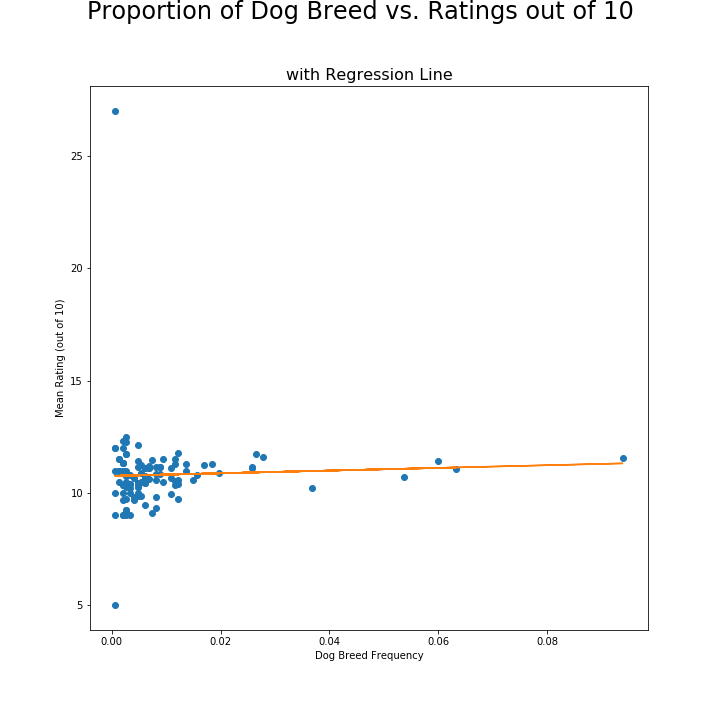 Proportion of Dog Breed vs. Ratings out of 10
with Regression Line
Mean Rating (out of 10)
25
20
15
10
5
0.00 0.02 0.04 0.06 0.08
Dog Breed Frequency